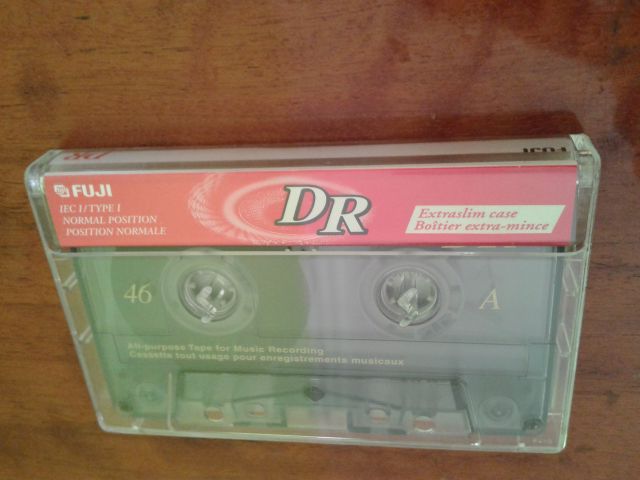 DR
FUJI
IEC I / TYPE I
NORMAL POSITION
POSITION NORMALE
DR
Extraslim case
Boîtier extra-mince
46
A
All-purpose Tape for Music Recording
Cassette tout usage pour enregistrements musicaux